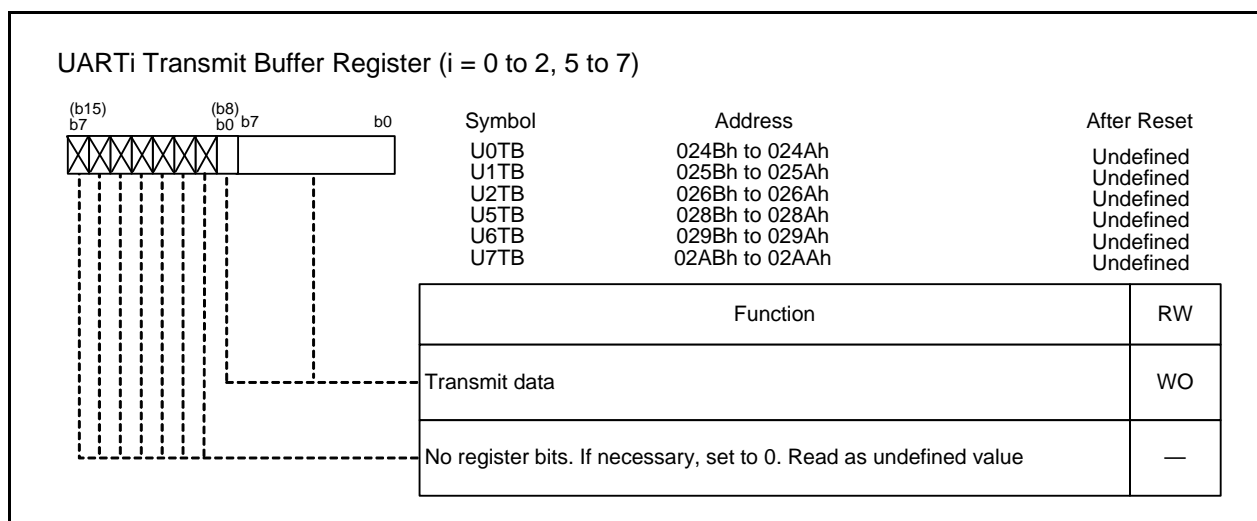 UARTi Transmit Buffer Register (i = 0 to 2, 5 to 7)
(b15) (b8)
b7 b0 b7 b0
Symbol Address After Reset
U0TB 024Bh to 024Ah Undefined
U1TB 025Bh to 025Ah Undefined
U2TB 026Bh to 026Ah Undefined
U5TB 028Bh to 028Ah Undefined
U6TB 029Bh to 029Ah Undefined
U7TB 02ABh to 02AAh Undefined
Function RW
Transmit data WO
No register bits. If necessary, set to 0. Read as undefined value —